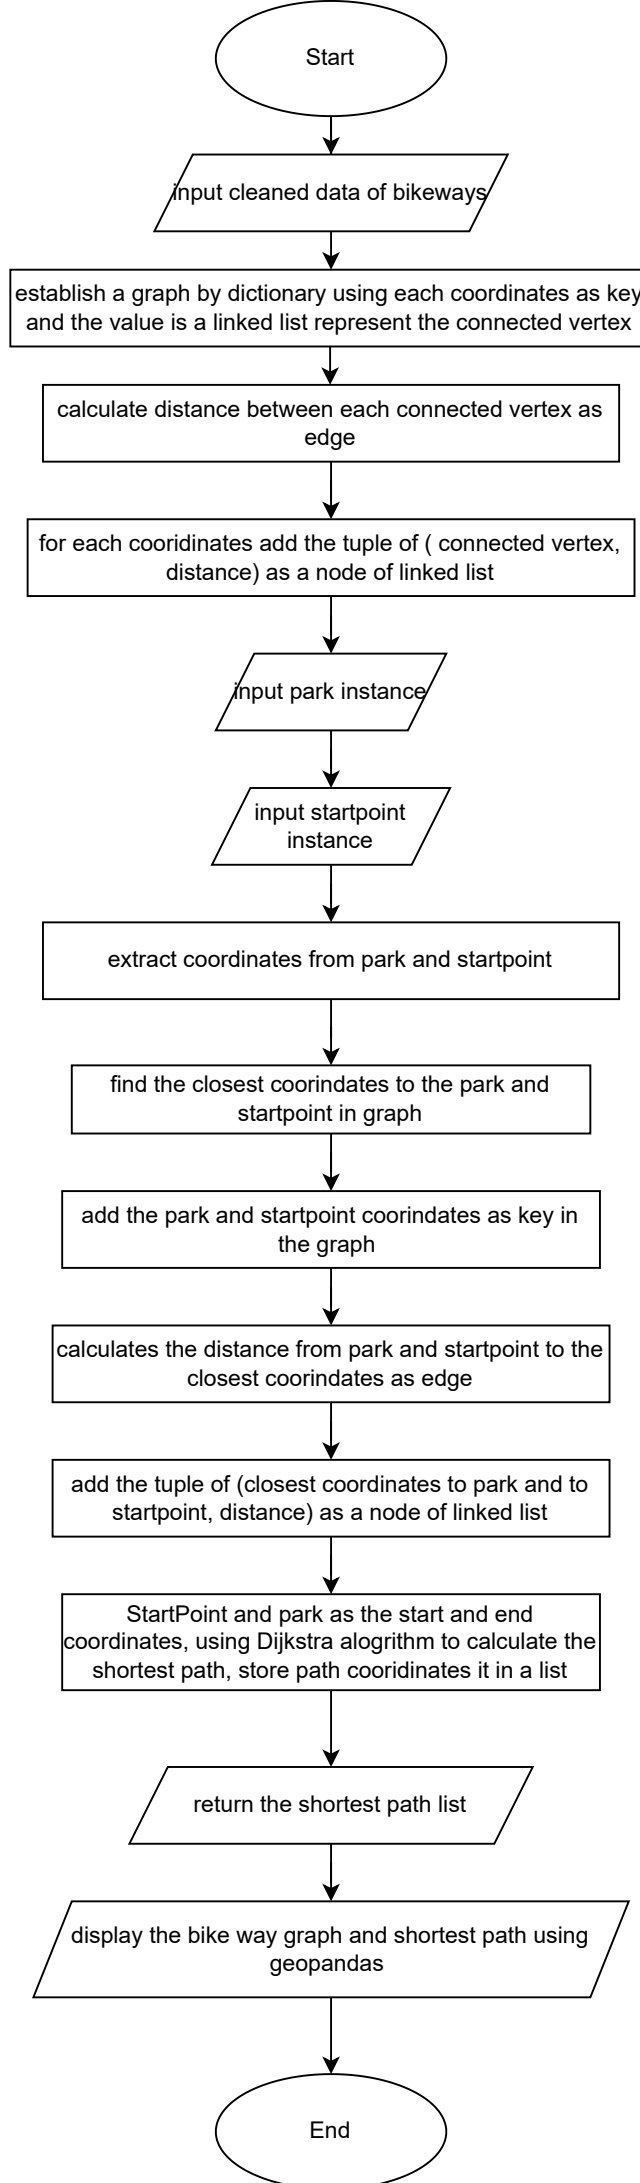 Start
input cleaned data of bikeways
establish a graph by dictionary using each coordinates as key
and the value is a linked list represent the connected vertex
calculate distance between each connected vertex as
edge
for each cooridinates add the tuple of ( connected vertex,
distance) as a node of linked list
input park instance
input startpoint
instance
extract coordinates from park and startpoint
find the closest coorindates to the park and
startpoint in graph
add the park and startpoint coorindates as key in
the graph
calculates the distance from park and startpoint to the
closest coorindates as edge
add the tuple of (closest coordinates to park and to
startpoint, distance) as a node of linked list
StartPoint and park as the start and end
coordinates, using Dijkstra alogrithm to calculate the
shortest path, store path cooridinates it in a list
return the shortest path list
display the bike way graph and shortest path using
geopandas
End